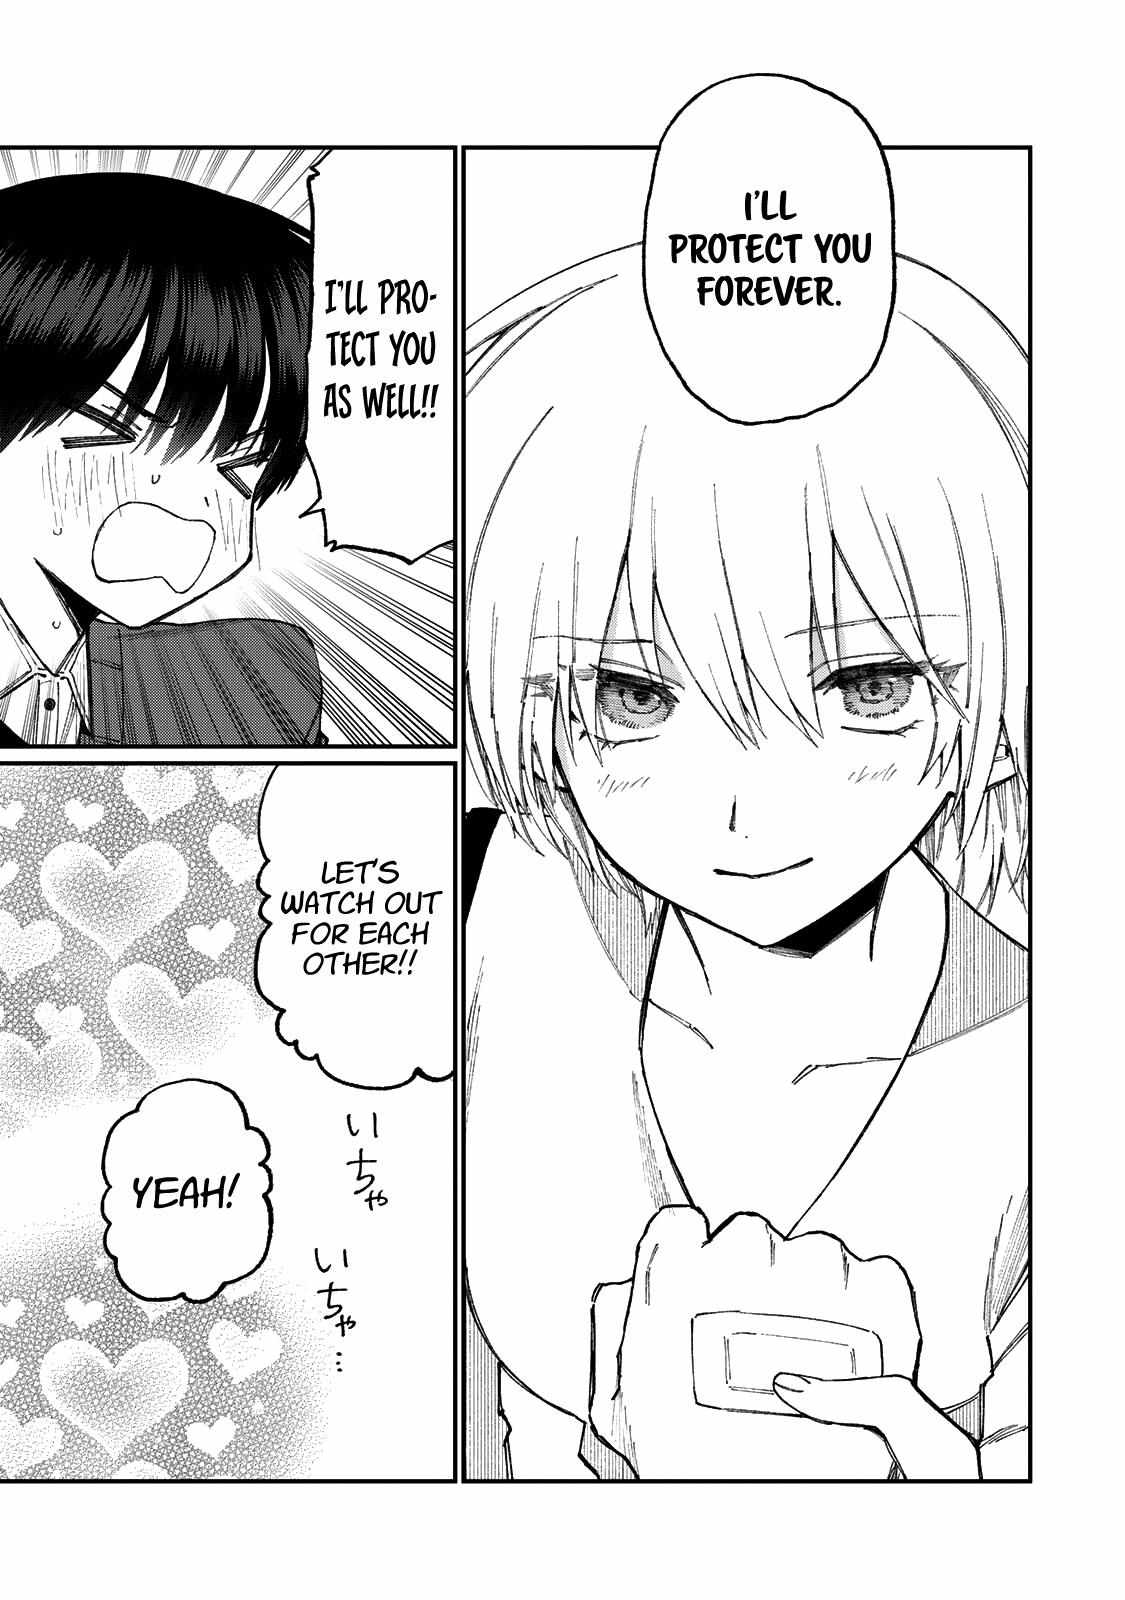 I'LL
PROTECT YOU
FOREVER.
I'LL PRO-
TECT YOU
AS WELL!!
LET'S
WATCH OUT
FOR EACH
OTHER!!
いちゃ
いちゃ…
YEAH!